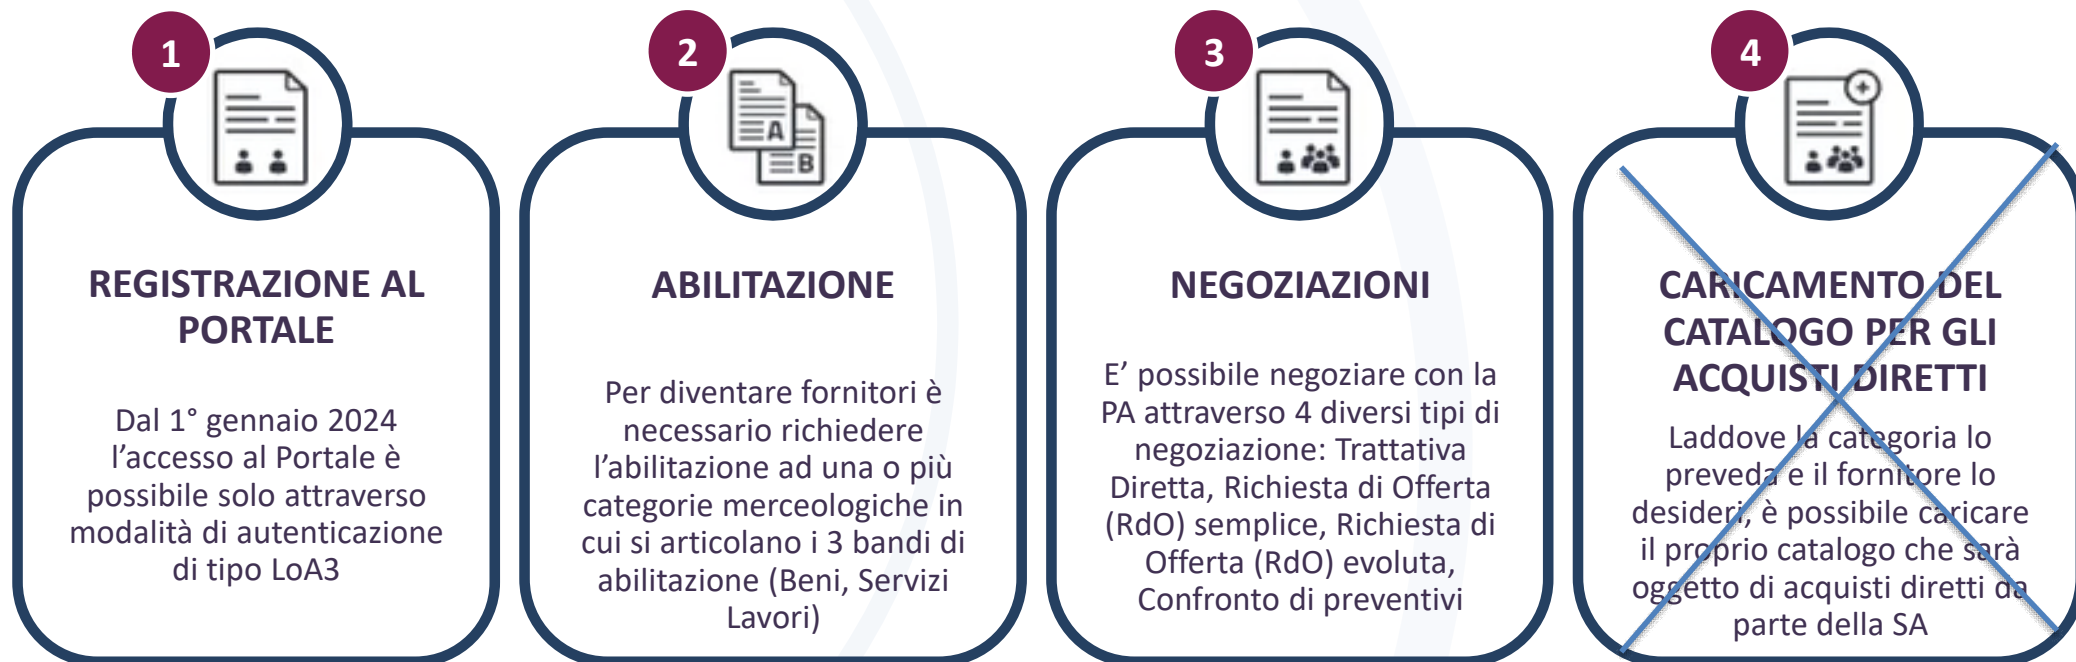 1
REGISTRAZIONE AL
PORTALE
Dal 1° gennaio 2024
l’accesso al Portale è
possibile solo attraverso
modalità di autenticazione
di tipo LoA3
2
A
B
ABILITAZIONE
Per diventare fornitori è
necessario richiedere
l’abilitazione ad una o più
categorie merceologiche in
cui si articolano i 3 bandi di
abilitazione (Beni, Servizi
Lavori)
3
NEGOZIAZIONI
E’ possibile negoziare con la
PA attraverso 4 diversi tipi di
negoziazione: Trattativa
Diretta, Richiesta di Offerta
(RdO) semplice, Richiesta di
Offerta (RdO) evoluta,
Confronto di preventivi
4
CARICAMENTO DEL
CATALOGO PER GLI
ACQUISTI DIRETTI
Laddove la categoria lo
preveda e il fornitore lo
desideri, è possibile caricare
il proprio catalogo che sarà
oggetto di acquisti diretti da
parte della SA